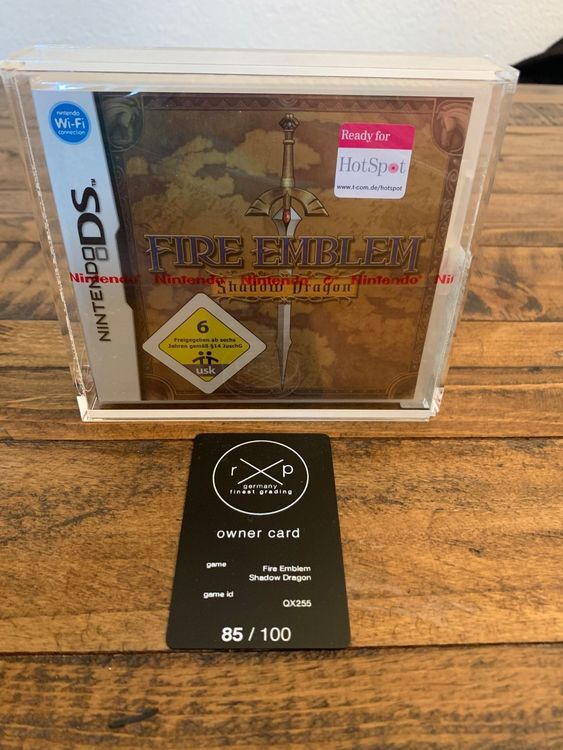 Nintendo
Wi-Fi
connection
NINTENDO DS™
Ready for
HotSpot
www.t-com.de/hotspot
FIRE EMBLEM
Nintendo Nintendo Nintendo Nintendo Ni
Shadow Dragon
6
Freigegeben ab sechs
Jahren gemäß §14 JuSchG
usk
r p
germany
finest grading
owner card
game Fire Emblem
Shadow Dragon
game id QX255
85 / 100